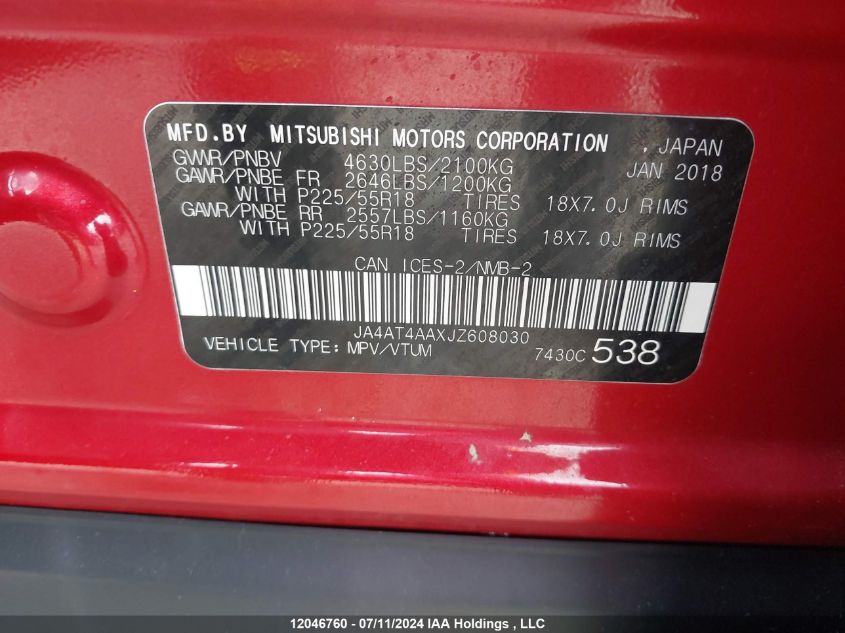 MFD.BY MITSUBISHI MOTORS CORPORATION , JAPAN
GVWR/PNBV 4630LBS/2100KG JAN 2018
GAWR/PNBE FR 2646LBS/1200KG
WITH P225/55R18 TIRES 18X7.0J RIMS
GAWR/PNBE RR 2557LBS/1160KG
WITH P225/55R18 TIRES 18X7.0J RIMS
CAN ICES-2/NMB-2
JA4AT4AAXJZ608030
VEHICLE TYPE: MPV/VTUM 7430C 538
12046760 - 07/11/2024 IAA Holdings , LLC